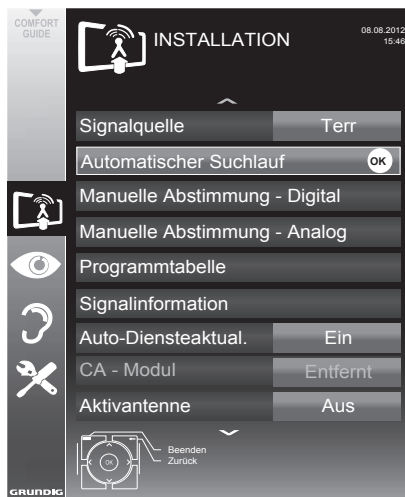 COMFORT
GUIDE
INSTALLATION
08.08.2012
15:46
Signalquelle Terr
Automatischer Suchlauf OK
Manuelle Abstimmung - Digital
Manuelle Abstimmung - Analog
Programmtabelle
Signalinformation
Auto-Diensteaktual. Ein
CA - Modul Entfernt
Aktivantenne Aus
Beenden
Zurück
OK
GRUNDIG